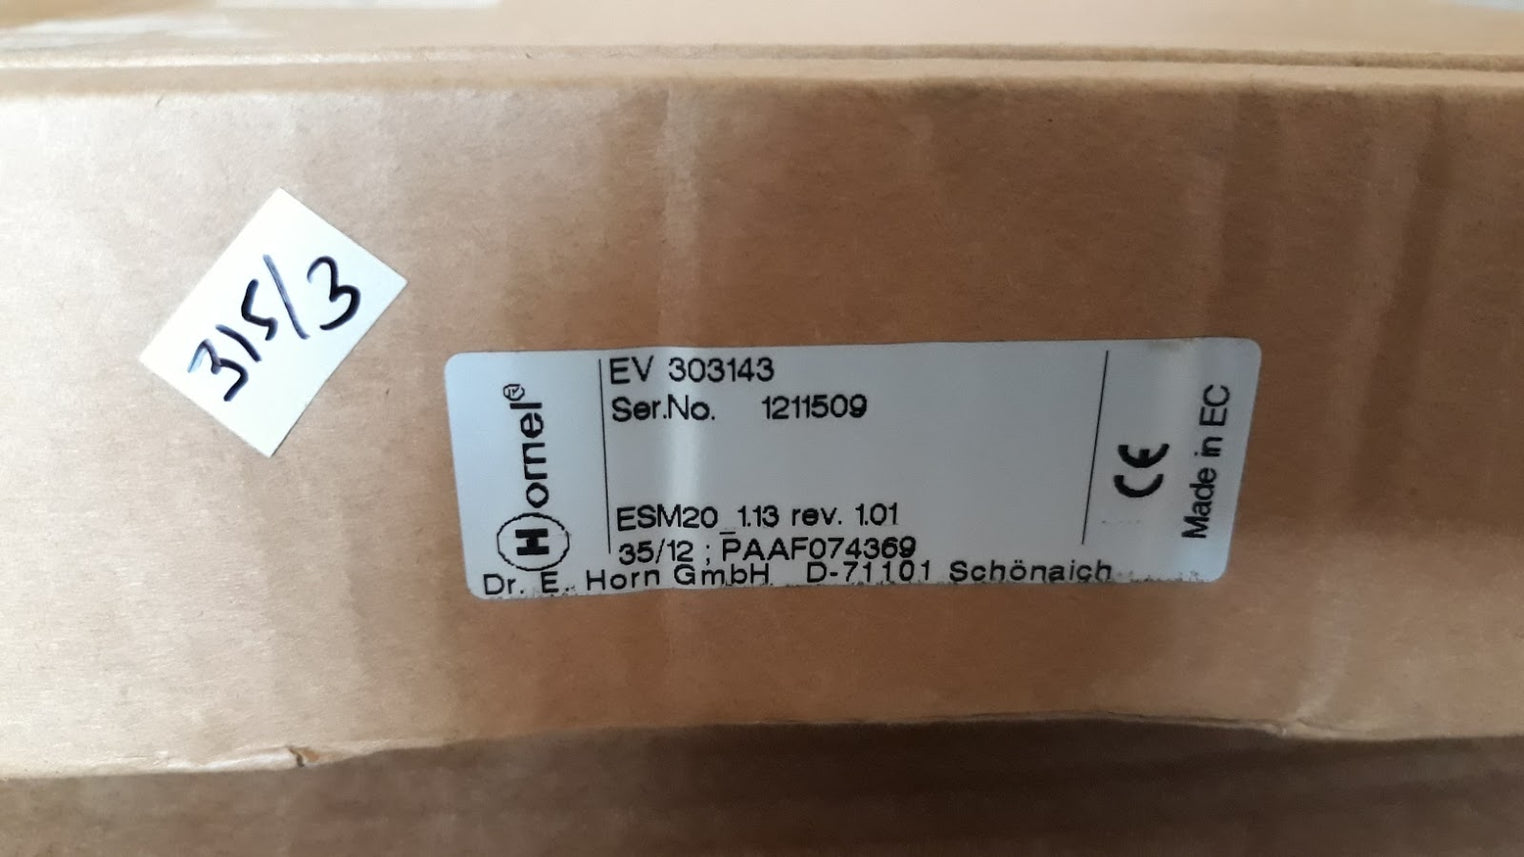 315/3
Hornel®
EV 303143
Ser.No. 1211509
ESM20_1.13 rev. 1.01
35/12 ; PAAF074369
Dr. E. Horn GmbH D-71101 Schönaich
CE
Made in EC